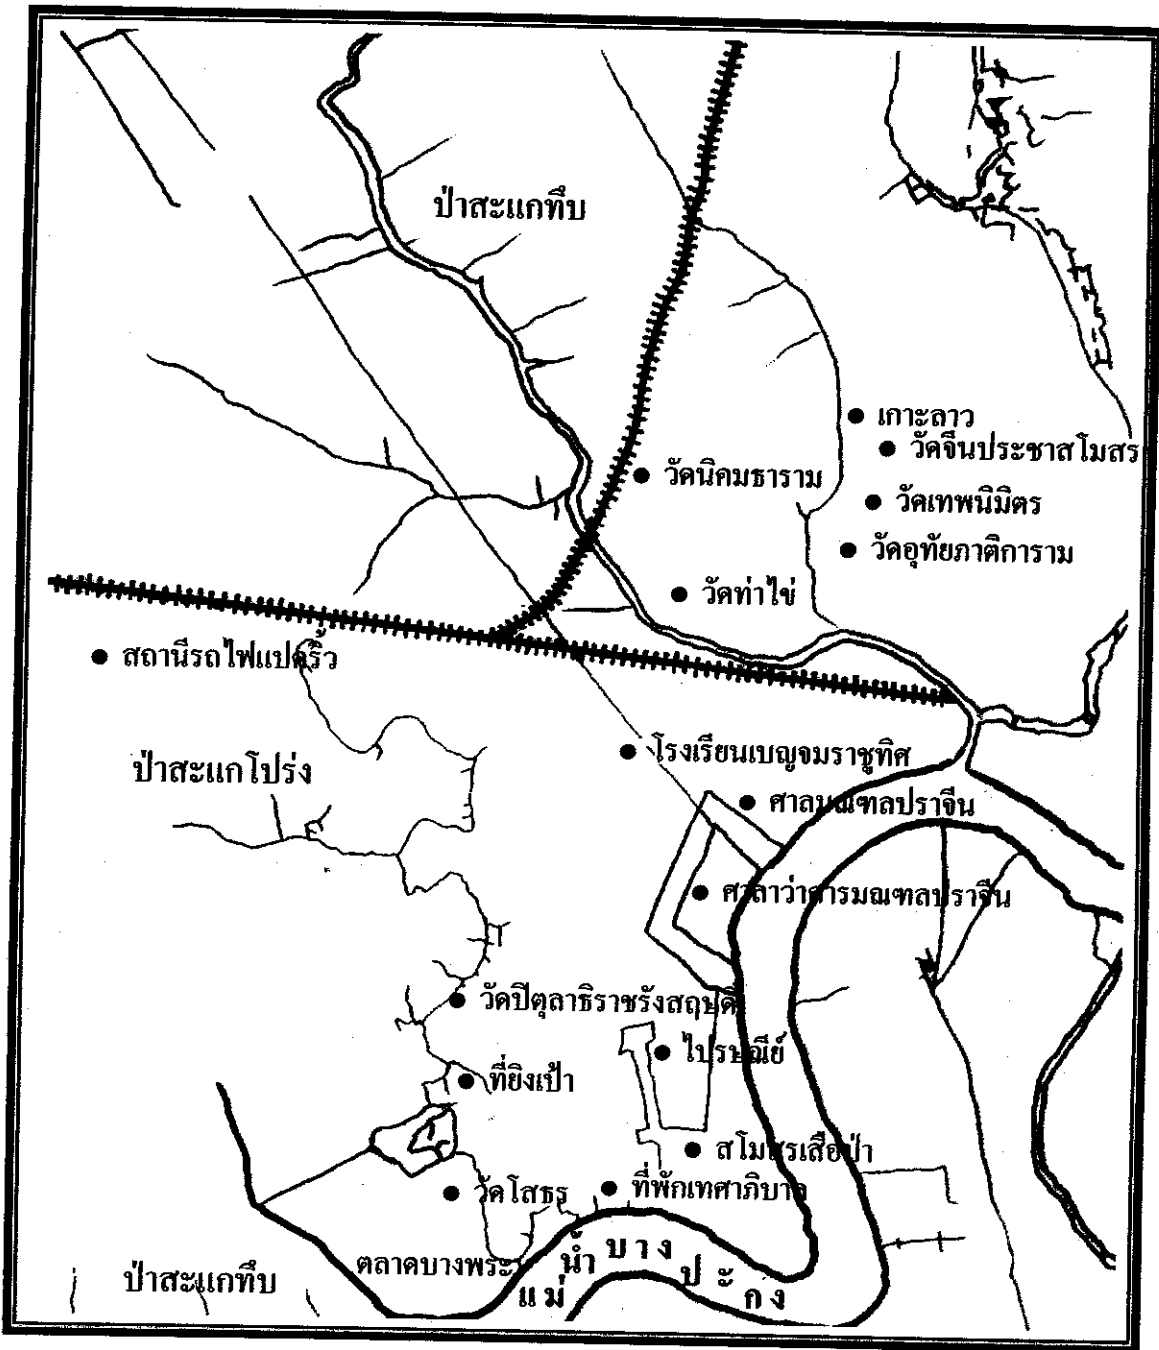 ป่าสะแกทึบ
เกาะลาว
วัดจีนประชาสโมสร
วัดนิคมธาราม
วัดเทพนิมิตร
วัดอุทัยภาติการาม
วัดท่าไข่
สถานีรถไฟแปดริ้ว
โรงเรียนเบญจมราชูทิศ
ป่าสะแกโปร่ง
ศาลมณฑลปราจีน
ศาลาว่าการมณฑลปราจีน
วัดปิตุลาธิราชรังสฤษดิ์
ไปรษณีย์
ที่ยิงเป้า
สโมสรเสือป่า
วัดโสธร
ที่พักเทศาภิบาล
ตลาดบางพระ
ป่าสะแกทึบ
แม่น้ำบางปะกง